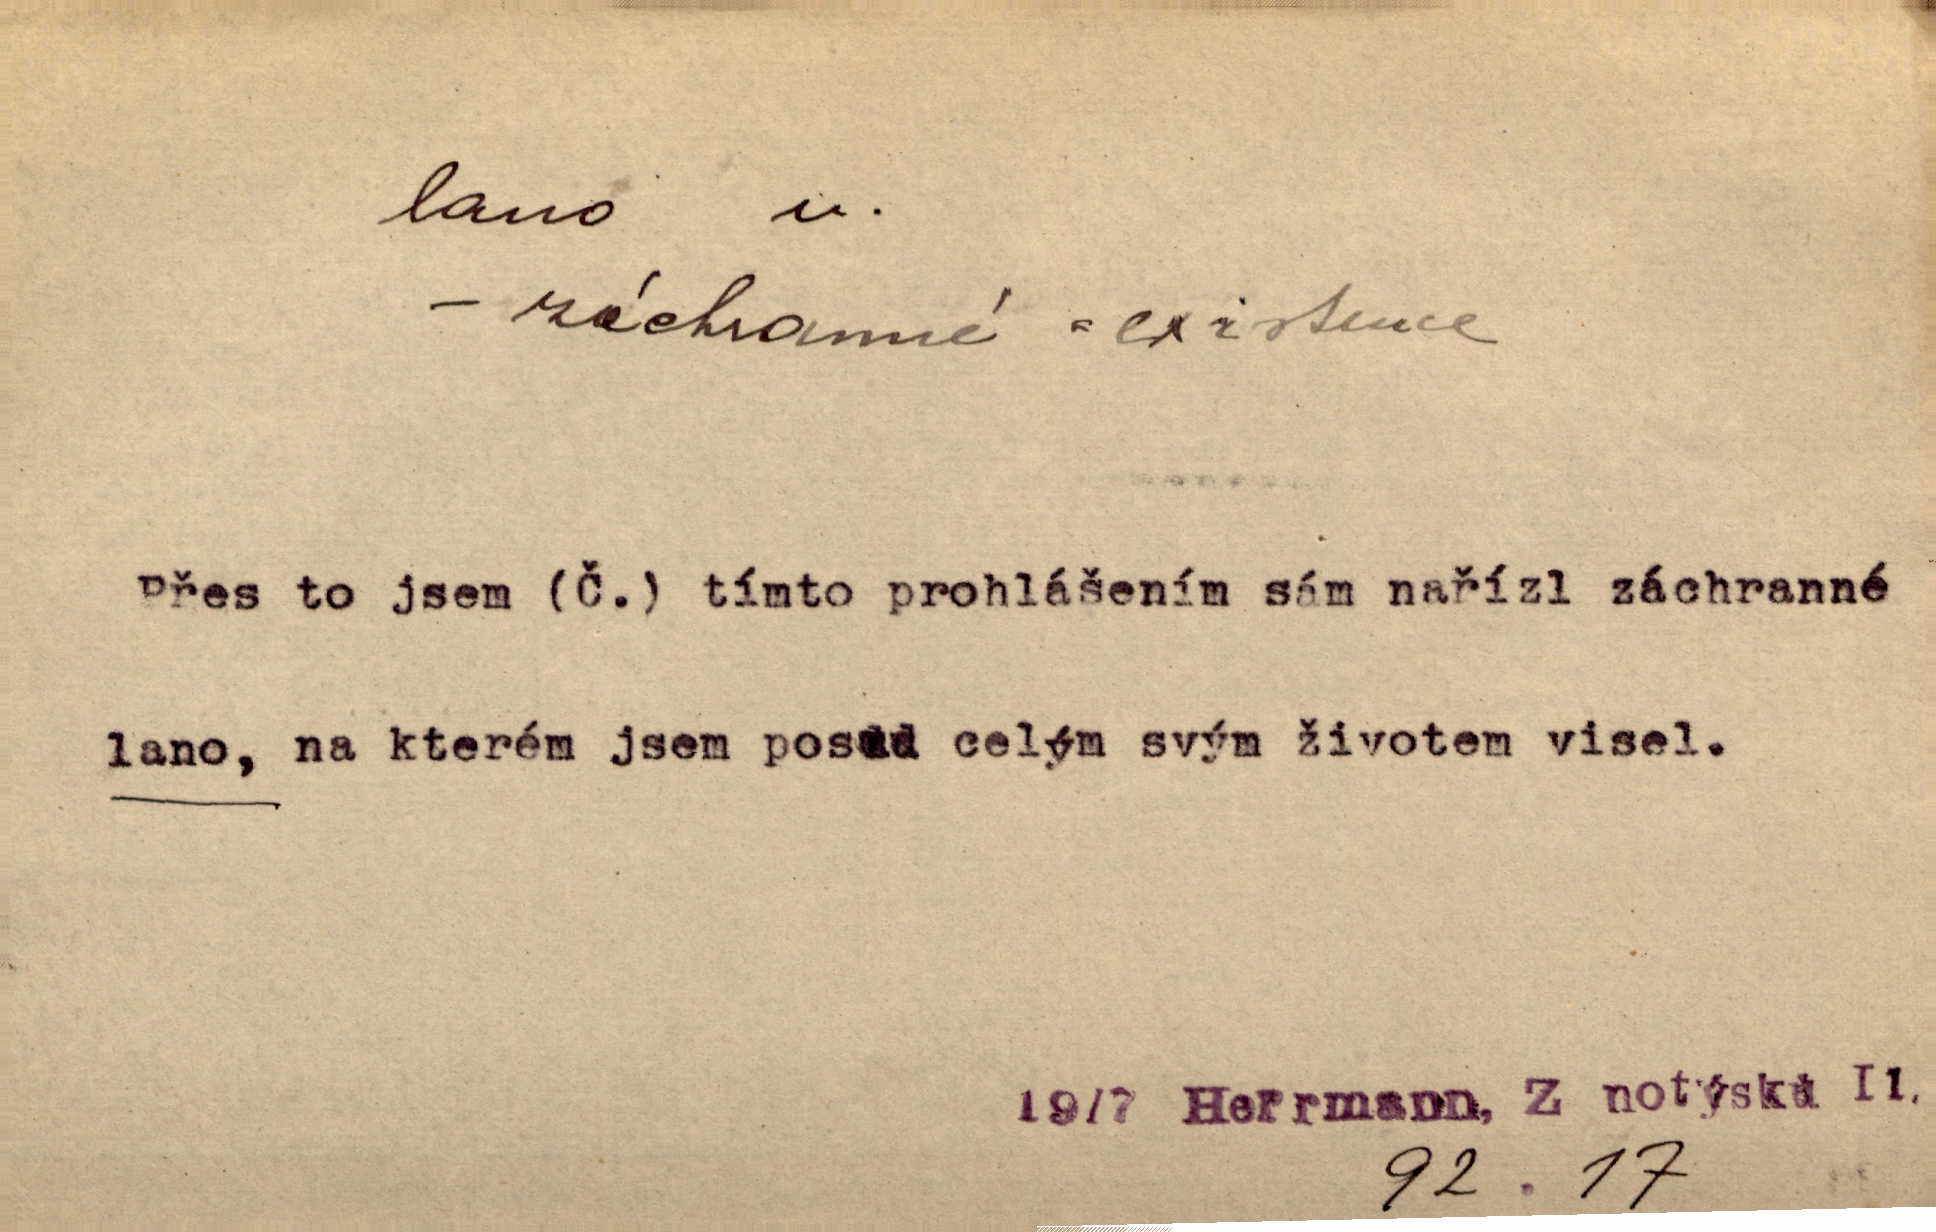 lano n.
– záchranné = existence
Přes to jsem (Č.) tímto prohlášením sám nařízl záchranné
lano, na kterém jsem posud celým svým životem visel.
1917 Herrmann, Z notýsků II.
92 . 17